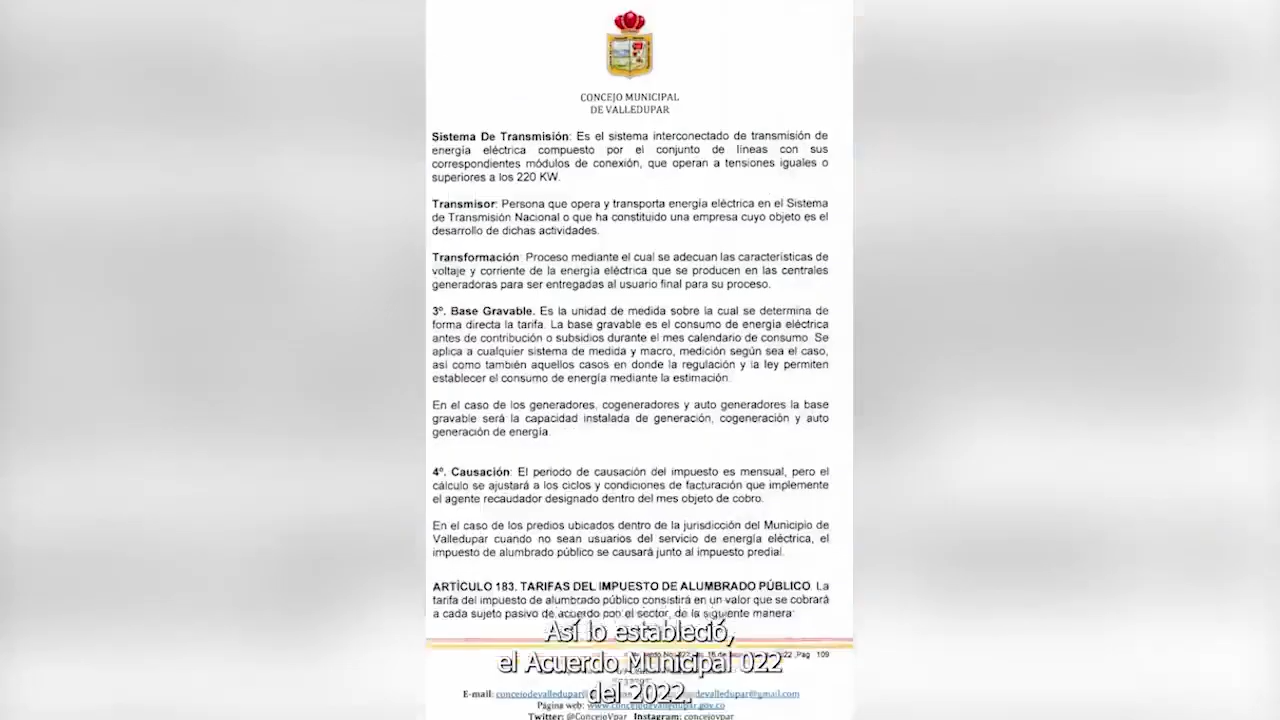 CONCEJO MUNICIPAL
DE VALLEDUPAR
Sistema De Transmisión: Es el sistema interconectado de transmisión de
energía eléctrica compuesto por el conjunto de líneas con sus
correspondientes módulos de conexión, que operan a tensiones iguales o
superiores a los 220 KW.
Transmisor: Persona que opera y transporta energía eléctrica en el Sistema
de Transmisión Nacional o que ha constituido una empresa cuyo objeto es el
desarrollo de dichas actividades.
Transformación: Proceso mediante el cual se adecuan las características de
voltaje y corriente de la energía eléctrica que se producen en las centrales
generadoras para ser entregadas al usuario final para su proceso.
3º. Base Gravable. Es la unidad de medida sobre la cual se determina de
forma directa la tarifa. La base gravable es el consumo de energía eléctrica
antes de contribución o subsidios durante el mes calendario de consumo. Se
aplica a cualquier sistema de medida y macro, medición según sea el caso,
así como también aquellos casos en donde la regulación y la ley permiten
establecer el consumo de energía mediante la estimación.
En el caso de los generadores, cogeneradores y auto generadores la base
gravable será la capacidad instalada de generación, cogeneración y auto
generación de energía.
4º. Causación: El periodo de causación del impuesto es mensual, pero el
cálculo se ajustará a los ciclos y condiciones de facturación que implemente
el agente recaudador designado dentro del mes objeto de cobro.
En el caso de los predios ubicados dentro de la jurisdicción del Municipio de
Valledupar cuando no sean usuarios del servicio de energía eléctrica, el
impuesto de alumbrado público se causará junto al impuesto predial.
ARTÍCULO 183. TARIFAS DEL IMPUESTO DE ALUMBRADO PÚBLICO. La
tarifa del impuesto de alumbrado público consistirá en un valor que se cobrará
a cada sujeto pasivo de acuerdo por el sector, de la siguiente manera:
Así lo estableció,
el Acuerdo Municipal 022
del 2022.
Pag 109
E-mail: concejodevalledupar@ devalledupar@gmail.com
Página web: www.concejodevalledupar.gov.co
Twitter: @ConcejoVpar Instagram: concejovpar